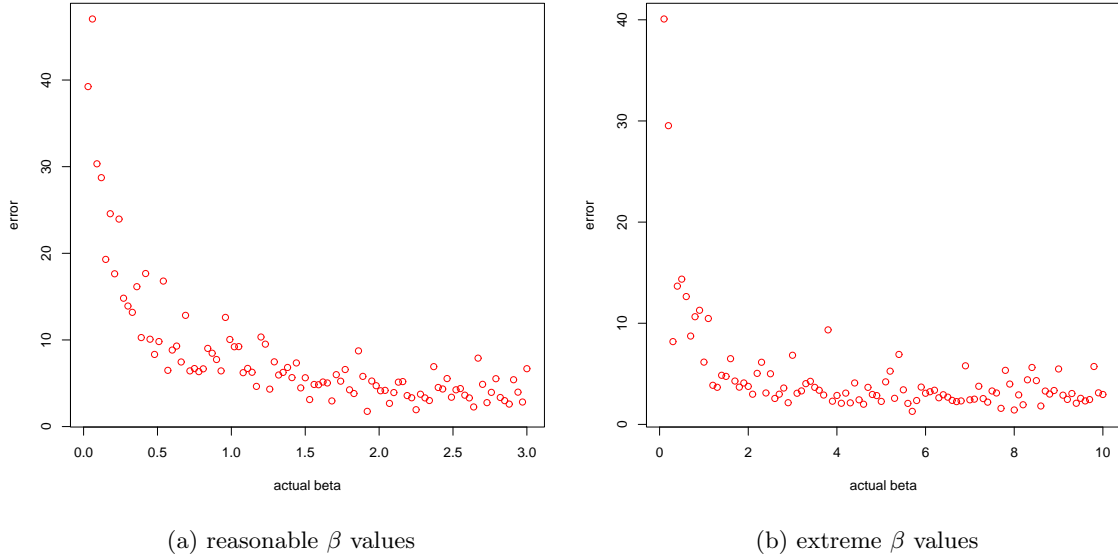 40
30
20
10
0
error
0.0 0.5 1.0 1.5 2.0 2.5 3.0
actual beta
(a) reasonable β values
40
30
20
10
0
error
0 2 4 6 8 10
actual beta
(b) extreme β values